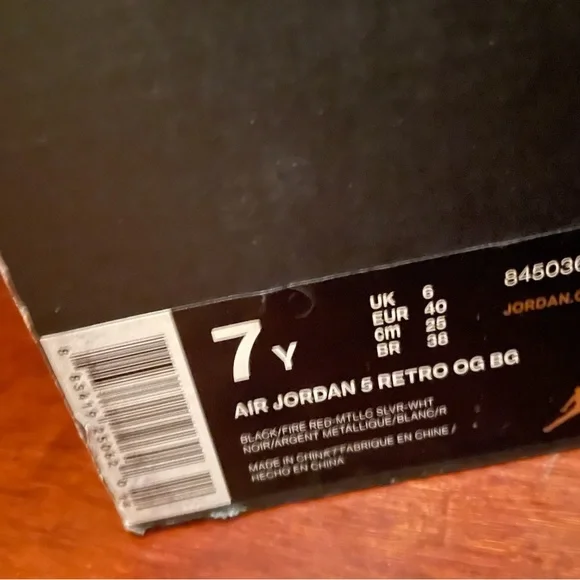 845036
JORDAN.C
7Y
UK 6
EUR 40
CM 25
BR 38
AIR JORDAN 5 RETRO OG BG
BLACK/FIRE RED-MTLLC SLVR-WHT
NOIR/ARGENT METALLIQUE/BLANC/R
MADE IN CHINA / FABRIQUE EN CHINE /
HECHO EN CHINA